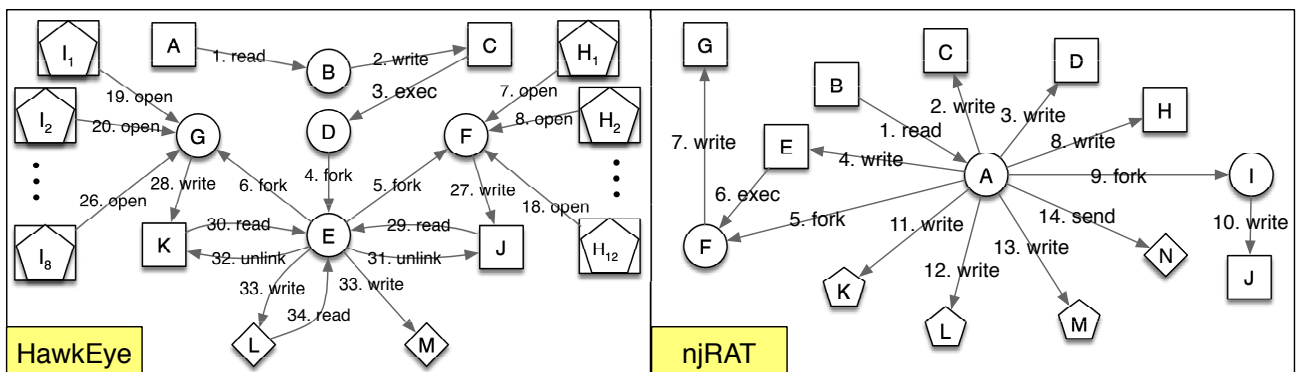 I1
A
1. read
B
2. write
C
H1
19. open
3. exec
7. open
I2
20. open
G
D
F
8. open
H2
28. write
6. fork
4. fork
5. fork
27. write
26. open
18. open
30. read
29. read
I8
K
E
J
H12
32. unlink
31. unlink
33. write
33. write
34. read
L
M
HawkEye
G
C
D
B
2. write
3. write
H
7. write
1. read
8. write
E
4. write
A
9. fork
I
6. exec
5. fork
11. write
14. send
10. write
F
13. write
N
12. write
K
J
L
M
njRAT